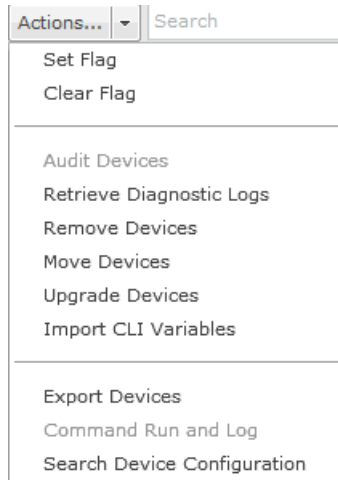 Actions... Search
Set Flag
Clear Flag
Audit Devices
Retrieve Diagnostic Logs
Remove Devices
Move Devices
Upgrade Devices
Import CLI Variables
Export Devices
Command Run and Log
Search Device Configuration